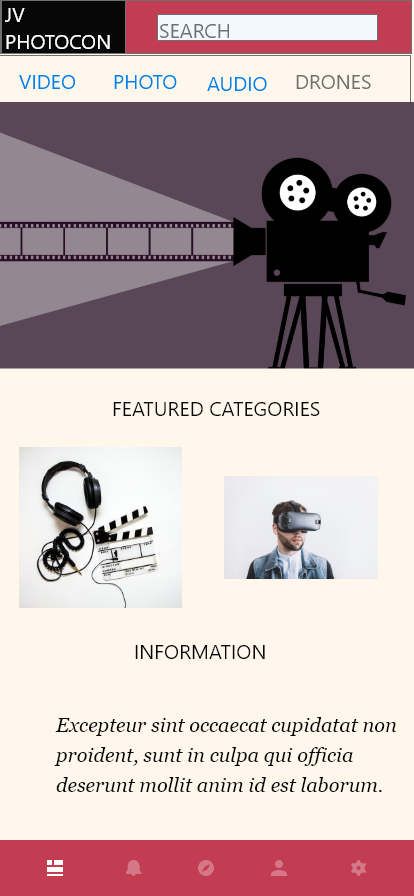 JV
PHOTOCON
SEARCH
VIDEO PHOTO AUDIO DRONES
FEATURED CATEGORIES
INFORMATION
Excepteur sint occaecat cupidatat non
proident, sunt in culpa qui officia
deserunt mollit anim id est laborum.